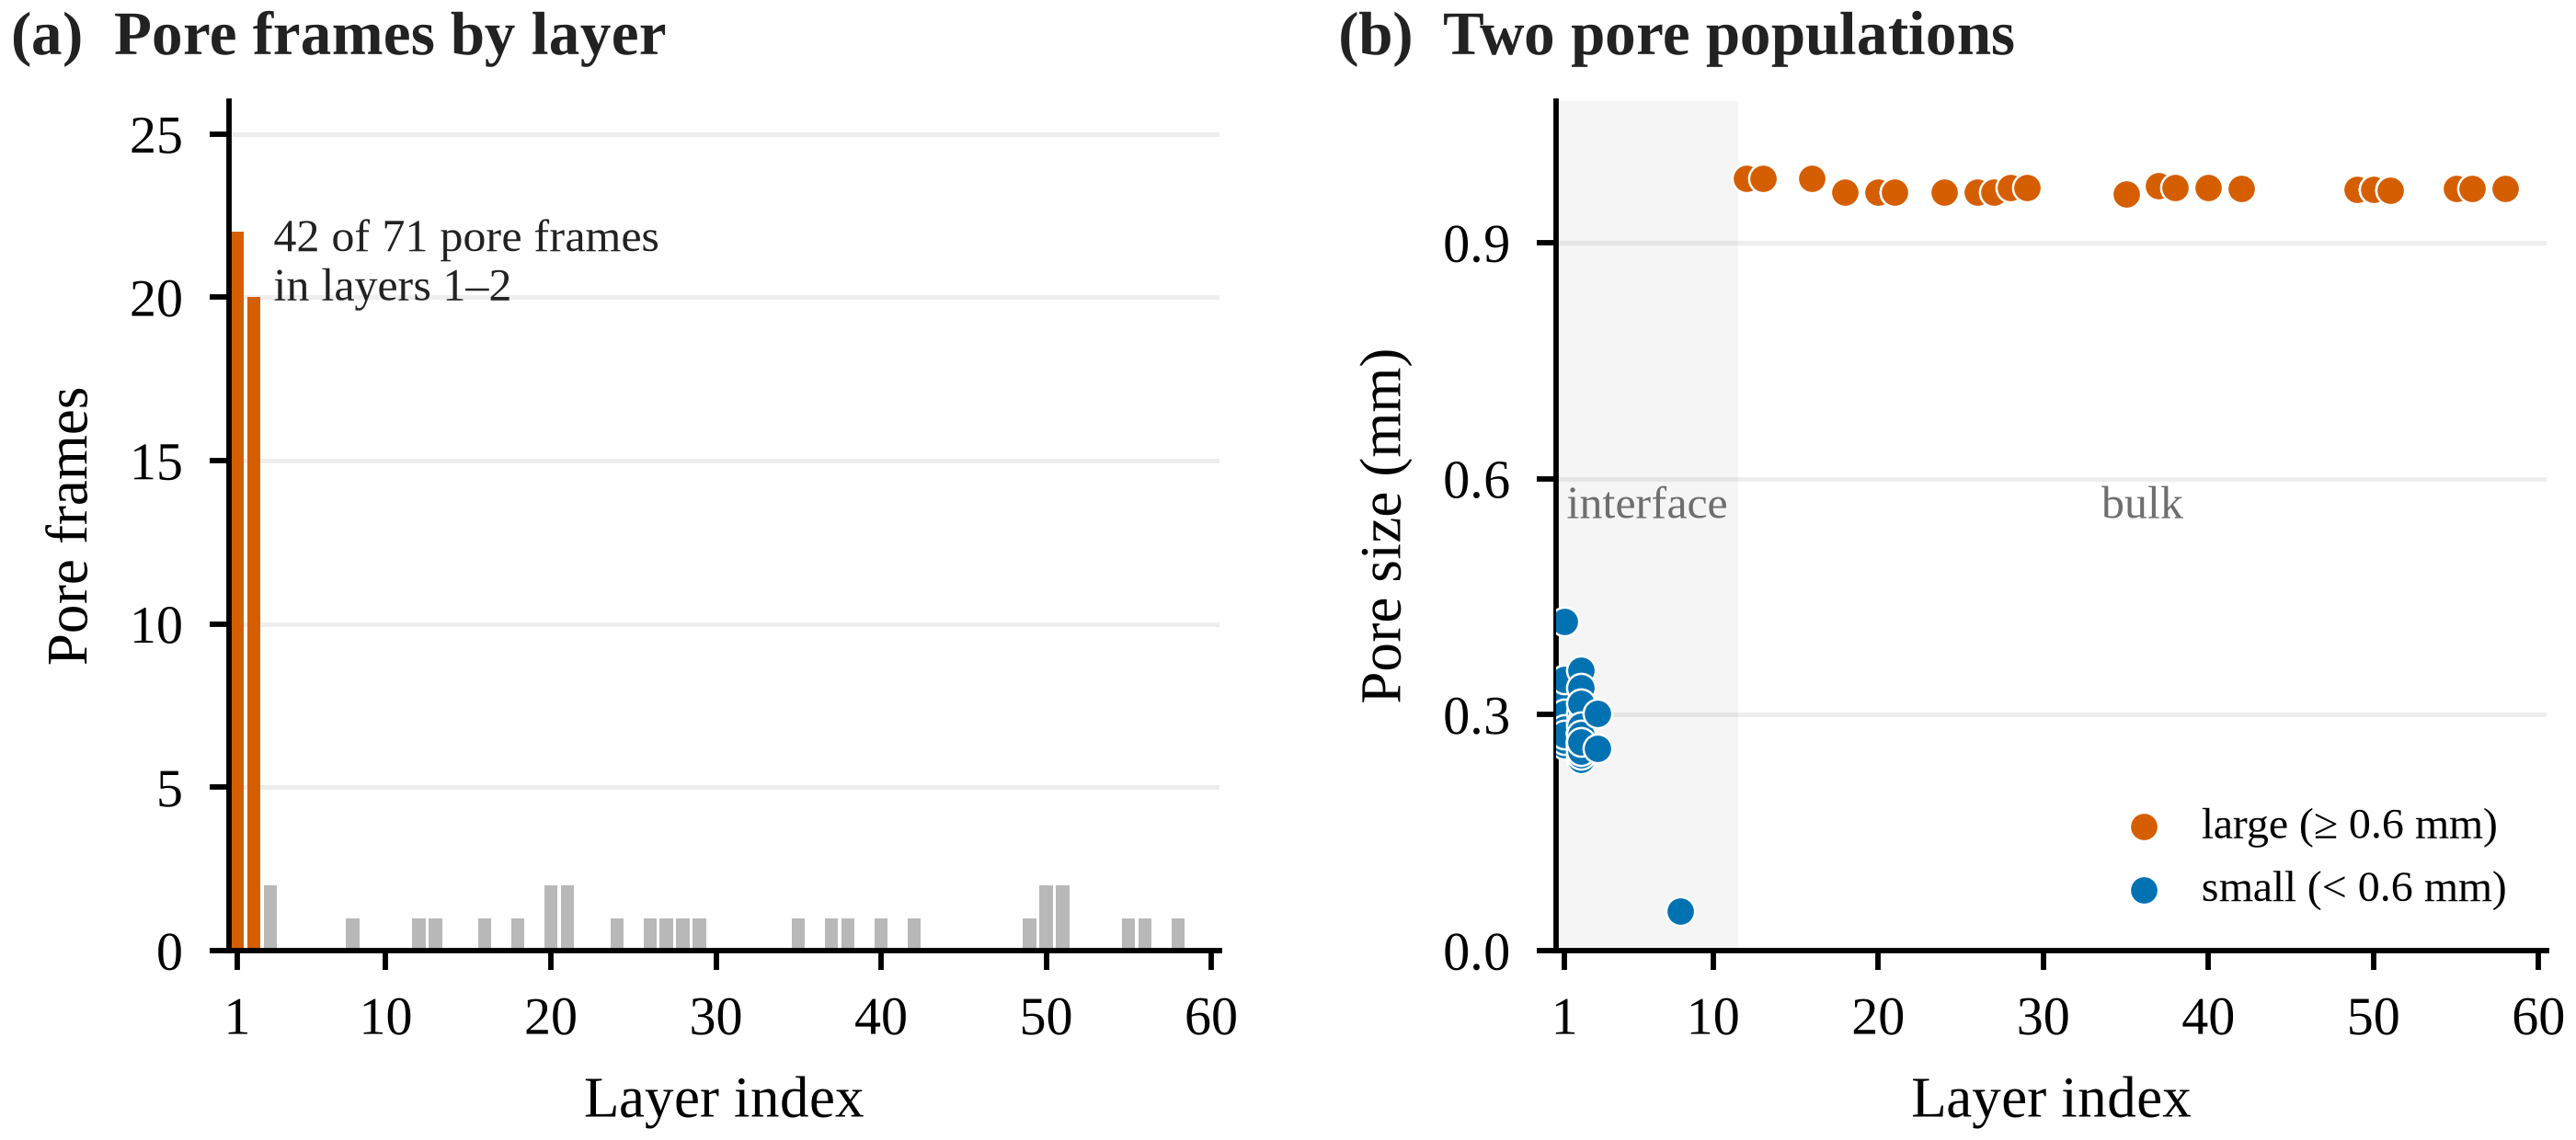 (a) Pore frames by layer
25
20
15
10
5
0
42 of 71 pore frames
in layers 1–2
Pore frames
1 10 20 30 40 50 60
Layer index
(b) Two pore populations
0.9
0.6
0.3
0.0
Pore size (mm)
interface
bulk
large (≥ 0.6 mm)
small (< 0.6 mm)
1 10 20 30 40 50 60
Layer index